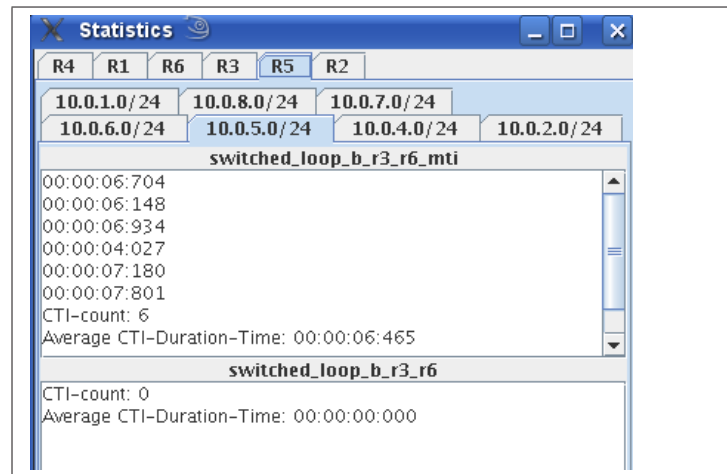 Statistics
R4 R1 R6 R3 R5 R2
10.0.1.0/24 10.0.8.0/24 10.0.7.0/24
10.0.6.0/24 10.0.5.0/24 10.0.4.0/24 10.0.2.0/24
switched_loop_b_r3_r6_mti
00:00:06:704
00:00:06:148
00:00:06:934
00:00:04:027
00:00:07:180
00:00:07:801
CTI-count: 6
Average CTI-Duration-Time: 00:00:06:465
switched_loop_b_r3_r6
CTI-count: 0
Average CTI-Duration-Time: 00:00:00:000